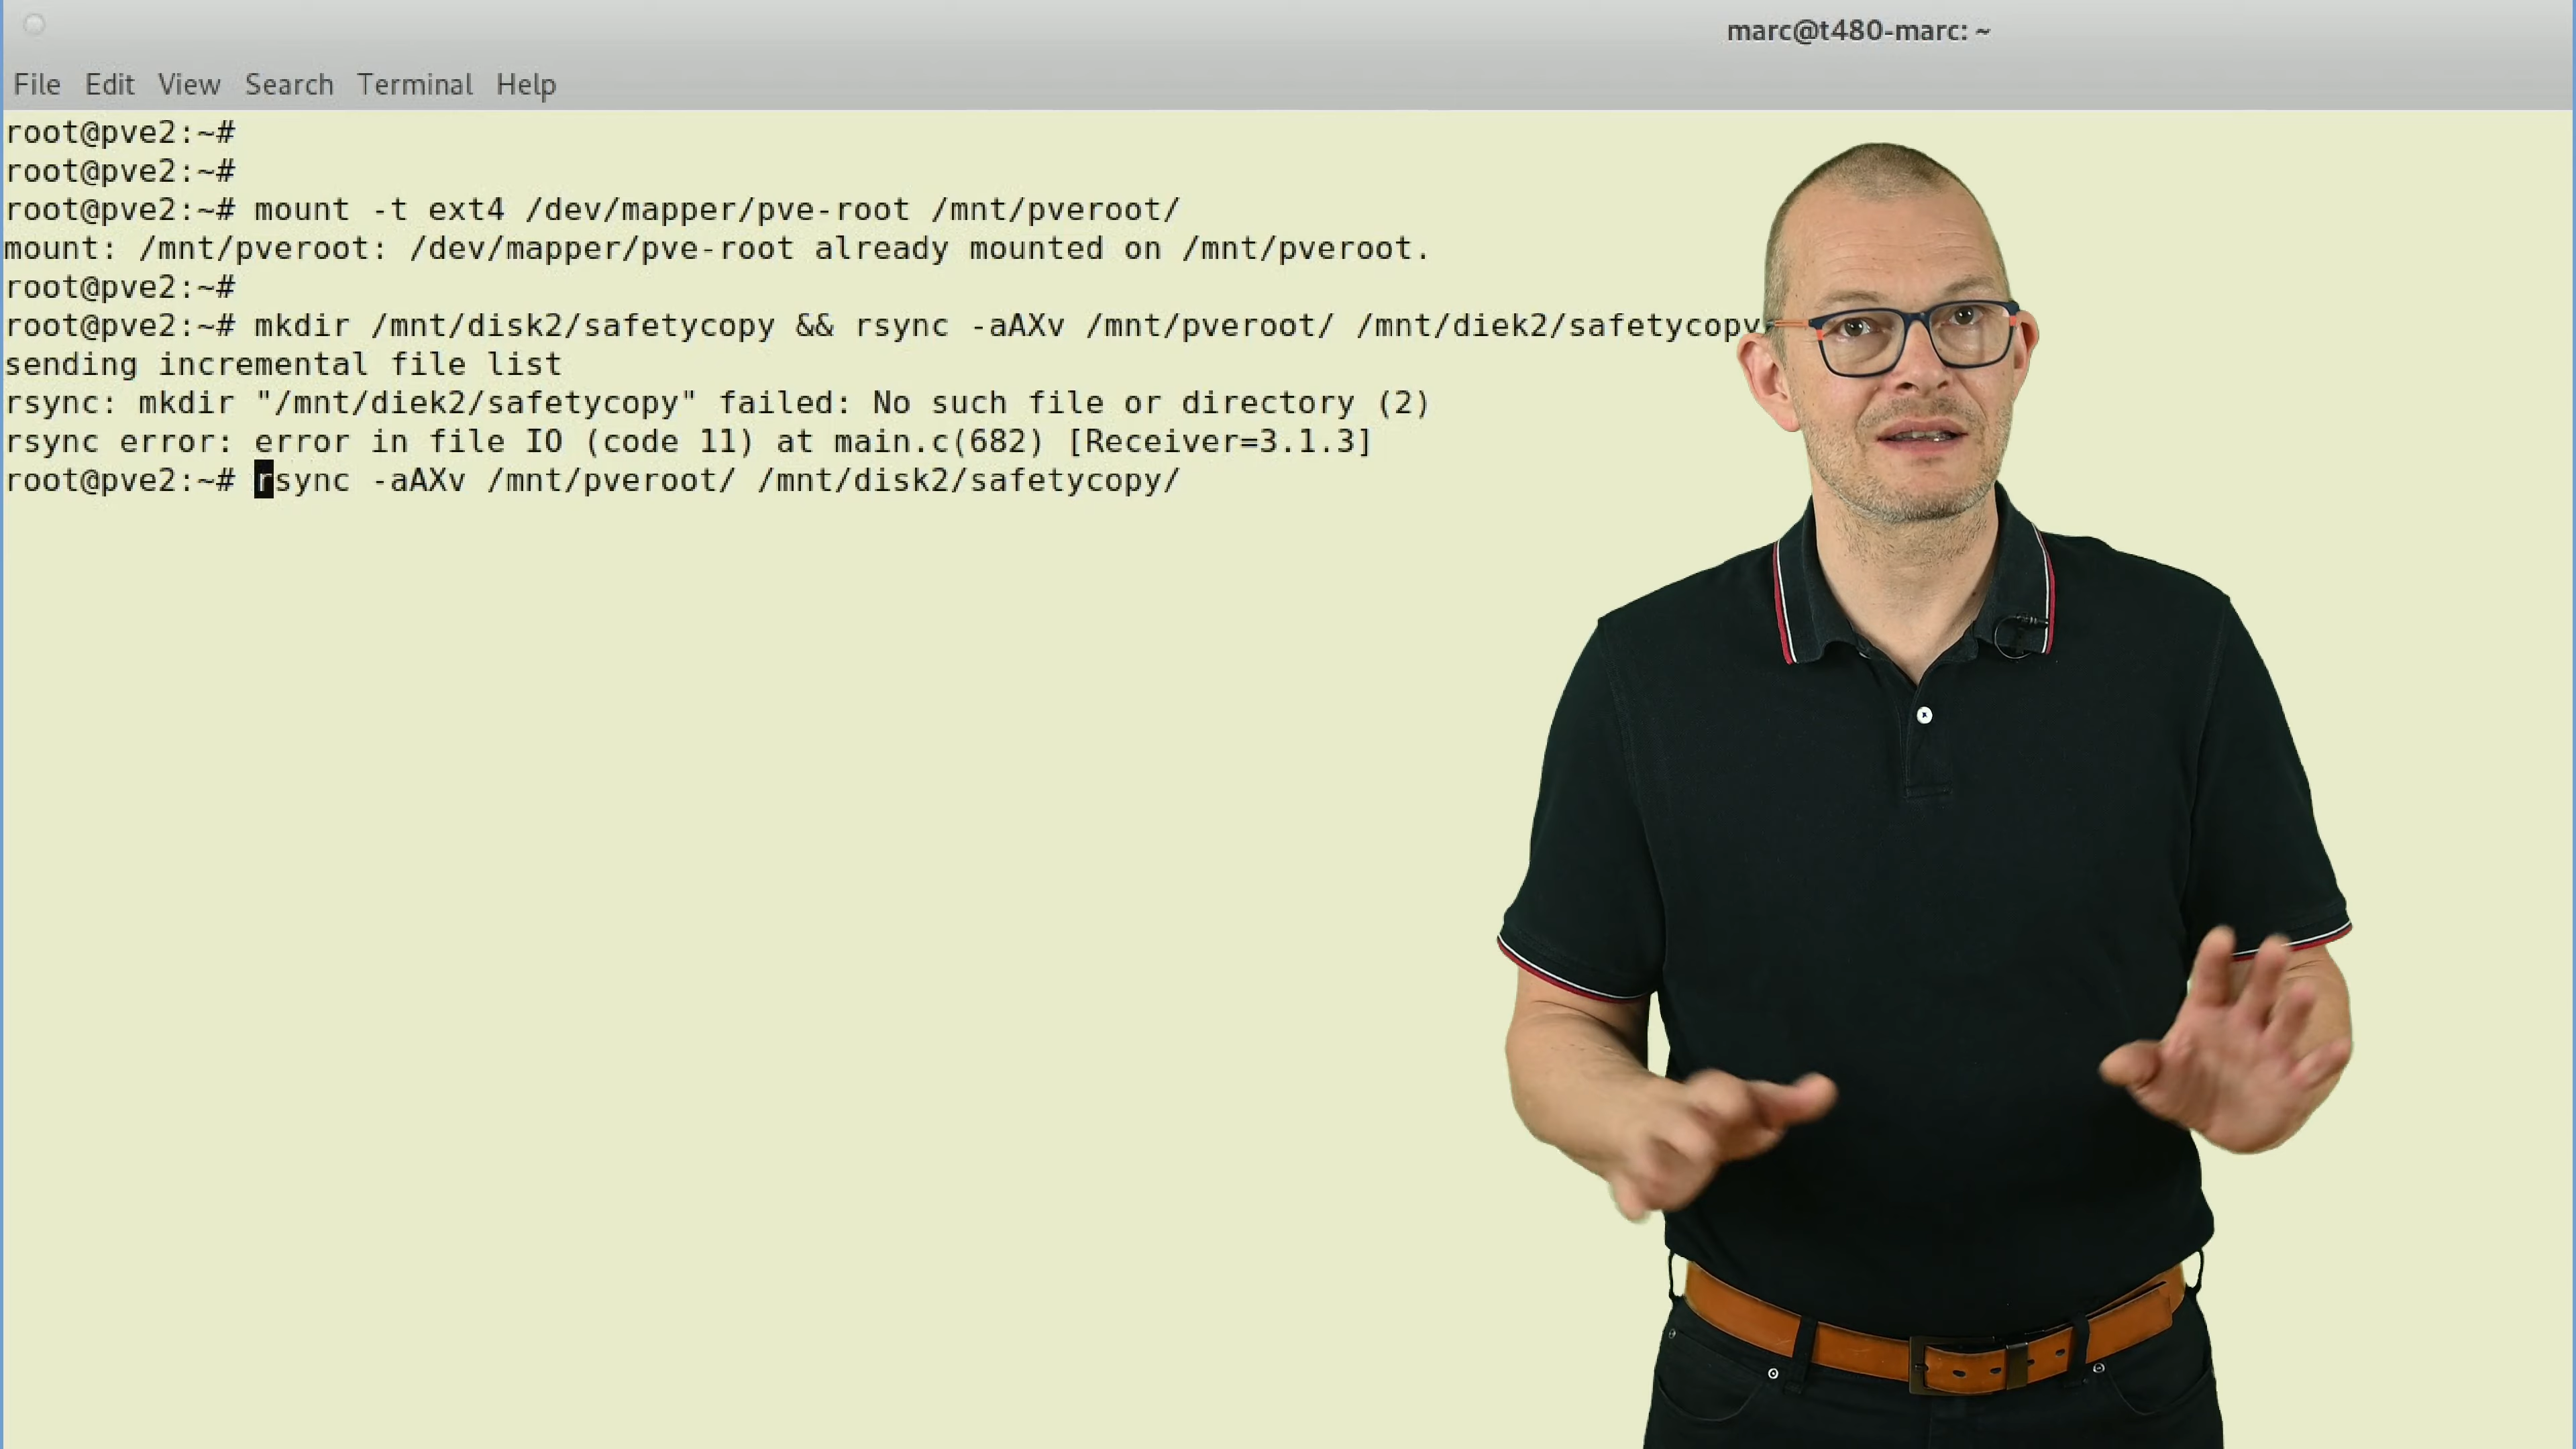 marc@t480-marc: ~
File Edit View Search Terminal Help
root@pve2:~#
root@pve2:~#
root@pve2:~# mount -t ext4 /dev/mapper/pve-root /mnt/pveroot/
mount: /mnt/pveroot: /dev/mapper/pve-root already mounted on /mnt/pveroot.
root@pve2:~#
root@pve2:~# mkdir /mnt/disk2/safetycopy && rsync -aAXv /mnt/pveroot/ /mnt/diek2/safetycopy
sending incremental file list
rsync: mkdir "/mnt/diek2/safetycopy" failed: No such file or directory (2)
rsync error: error in file IO (code 11) at main.c(682) [Receiver=3.1.3]
root@pve2:~# rsync -aAXv /mnt/pveroot/ /mnt/disk2/safetycopy/